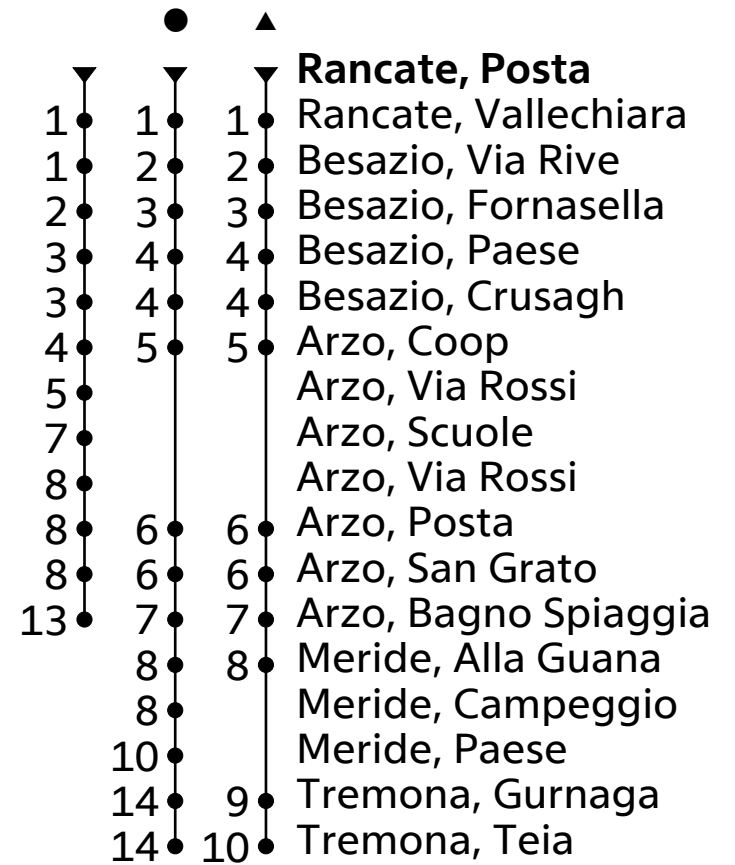 ● ▲
Rancate, Posta
1 1 1 Rancate, Vallechiara
1 2 2 Besazio, Via Rive
2 3 3 Besazio, Fornasella
3 4 4 Besazio, Paese
3 4 4 Besazio, Crusagh
4 5 5 Arzo, Coop
5 Arzo, Via Rossi
7 Arzo, Scuole
8 Arzo, Via Rossi
8 6 6 Arzo, Posta
8 6 6 Arzo, San Grato
13 7 7 Arzo, Bagno Spiaggia
8 8 Meride, Alla Guana
8 Meride, Campeggio
10 Meride, Paese
14 9 Tremona, Gurnaga
14 10 Tremona, Teia